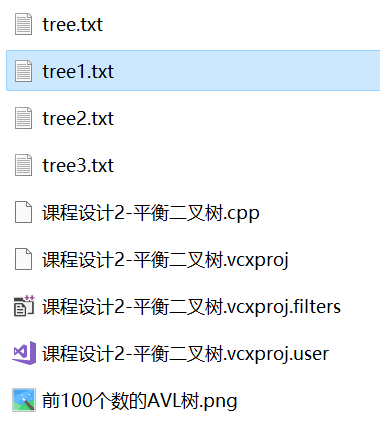 tree.txt
tree1.txt
tree2.txt
tree3.txt
课程设计2-平衡二叉树.cpp
课程设计2-平衡二叉树.vcxproj
课程设计2-平衡二叉树.vcxproj.filters
课程设计2-平衡二叉树.vcxproj.user
前100个数的AVL树.png